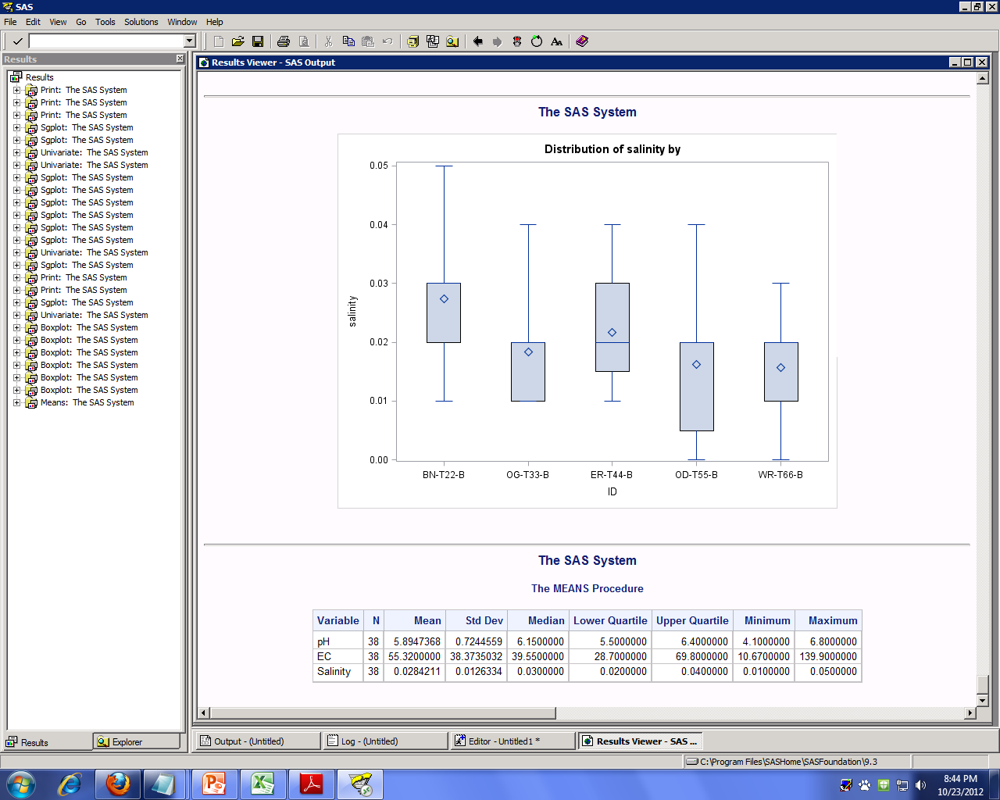 SAS
File Edit View Go Tools Solutions Window Help
Results
Results Viewer - SAS Output
Results
Print: The SAS System
Print: The SAS System
Print: The SAS System
Sgplot: The SAS System
Sgplot: The SAS System
Univariate: The SAS System
Univariate: The SAS System
Sgplot: The SAS System
Sgplot: The SAS System
Sgplot: The SAS System
Sgplot: The SAS System
Sgplot: The SAS System
Sgplot: The SAS System
Univariate: The SAS System
Sgplot: The SAS System
Print: The SAS System
Print: The SAS System
Sgplot: The SAS System
Univariate: The SAS System
Boxplot: The SAS System
Boxplot: The SAS System
Boxplot: The SAS System
Boxplot: The SAS System
Boxplot: The SAS System
Boxplot: The SAS System
Means: The SAS System
The SAS System
Distribution of salinity by
0.05
0.04
0.03
0.02
0.01
0.00
salinity
BN-T22-B OG-T33-B ER-T44-B OD-T55-B WR-T66-B
ID
The SAS System
The MEANS Procedure
Variable N Mean Std Dev Median Lower Quartile Upper Quartile Minimum Maximum
pH 38 5.8947368 0.7244559 6.1500000 5.5000000 6.4000000 4.1000000 6.8000000
EC 38 55.3200000 38.3735032 39.5500000 28.7000000 69.8000000 10.6700000 139.9000000
Salinity 38 0.0284211 0.0126334 0.0300000 0.0200000 0.0400000 0.0100000 0.0500000
Results Explorer
Output - (Untitled) Log - (Untitled) Editor - Untitled1 * Results Viewer - SAS ...
C:\Program Files\SASHome\SASFoundation\9.3
8:44 PM
10/23/2012